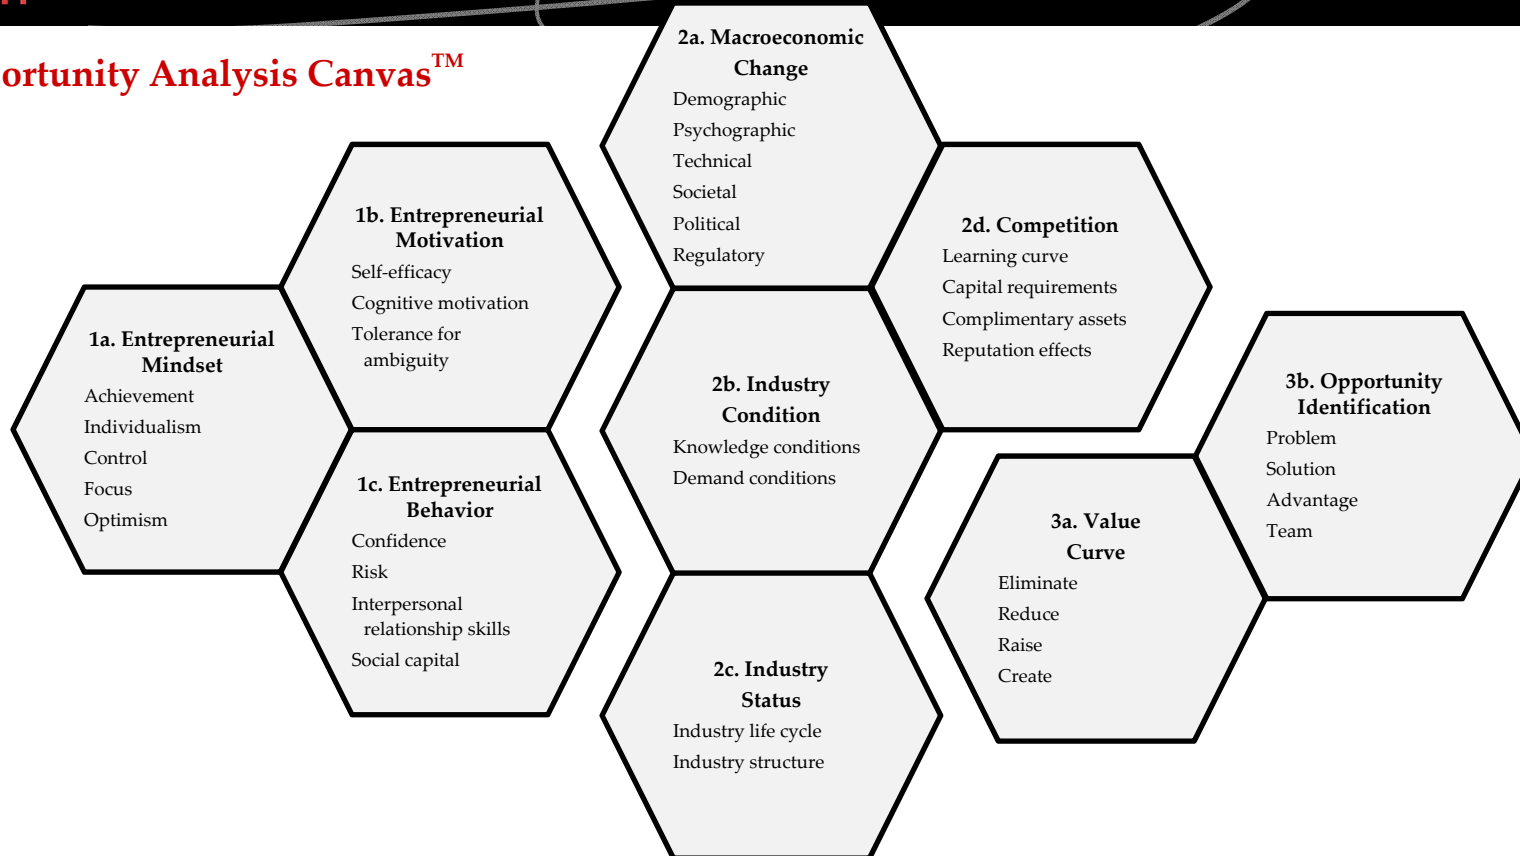 ortunity Analysis Canvas™
1a. Entrepreneurial
Mindset
Achievement
Individualism
Control
Focus
Optimism
1b. Entrepreneurial
Motivation
Self-efficacy
Cognitive motivation
Tolerance for
ambiguity
1c. Entrepreneurial
Behavior
Confidence
Risk
Interpersonal
relationship skills
Social capital
2a. Macroeconomic
Change
Demographic
Psychographic
Technical
Societal
Political
Regulatory
2b. Industry
Condition
Knowledge conditions
Demand conditions
2c. Industry
Status
Industry life cycle
Industry structure
2d. Competition
Learning curve
Capital requirements
Complimentary assets
Reputation effects
3a. Value
Curve
Eliminate
Reduce
Raise
Create
3b. Opportunity
Identification
Problem
Solution
Advantage
Team